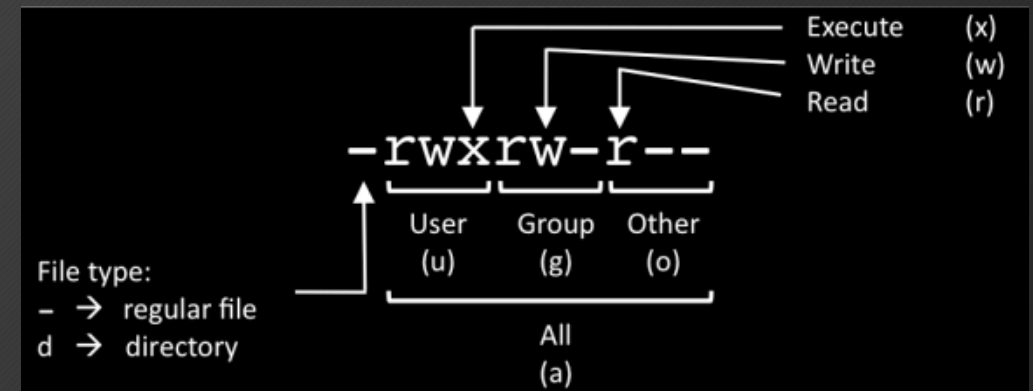 Execute (x)
Write (w)
Read (r)
-rwxrw-r--
User Group Other
(u) (g) (o)
File type:
– → regular file
d → directory
All
(a)